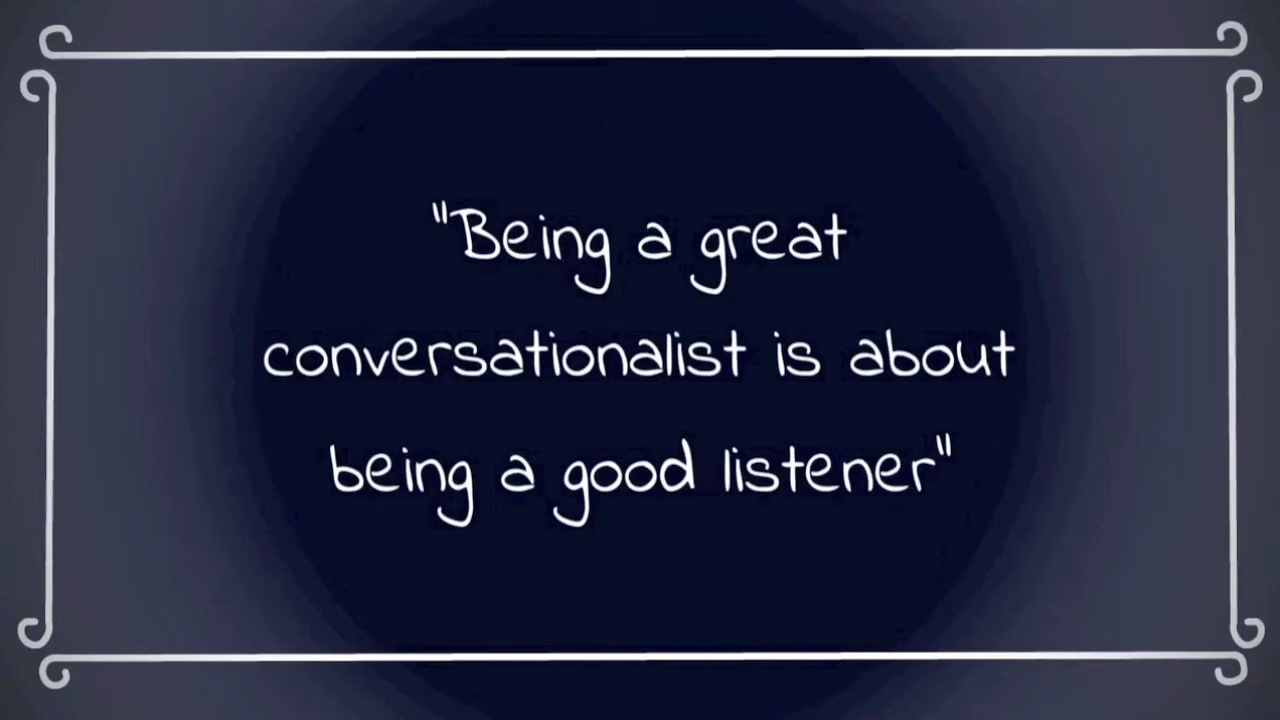 "Being a great
conversationalist is about
being a good listener"